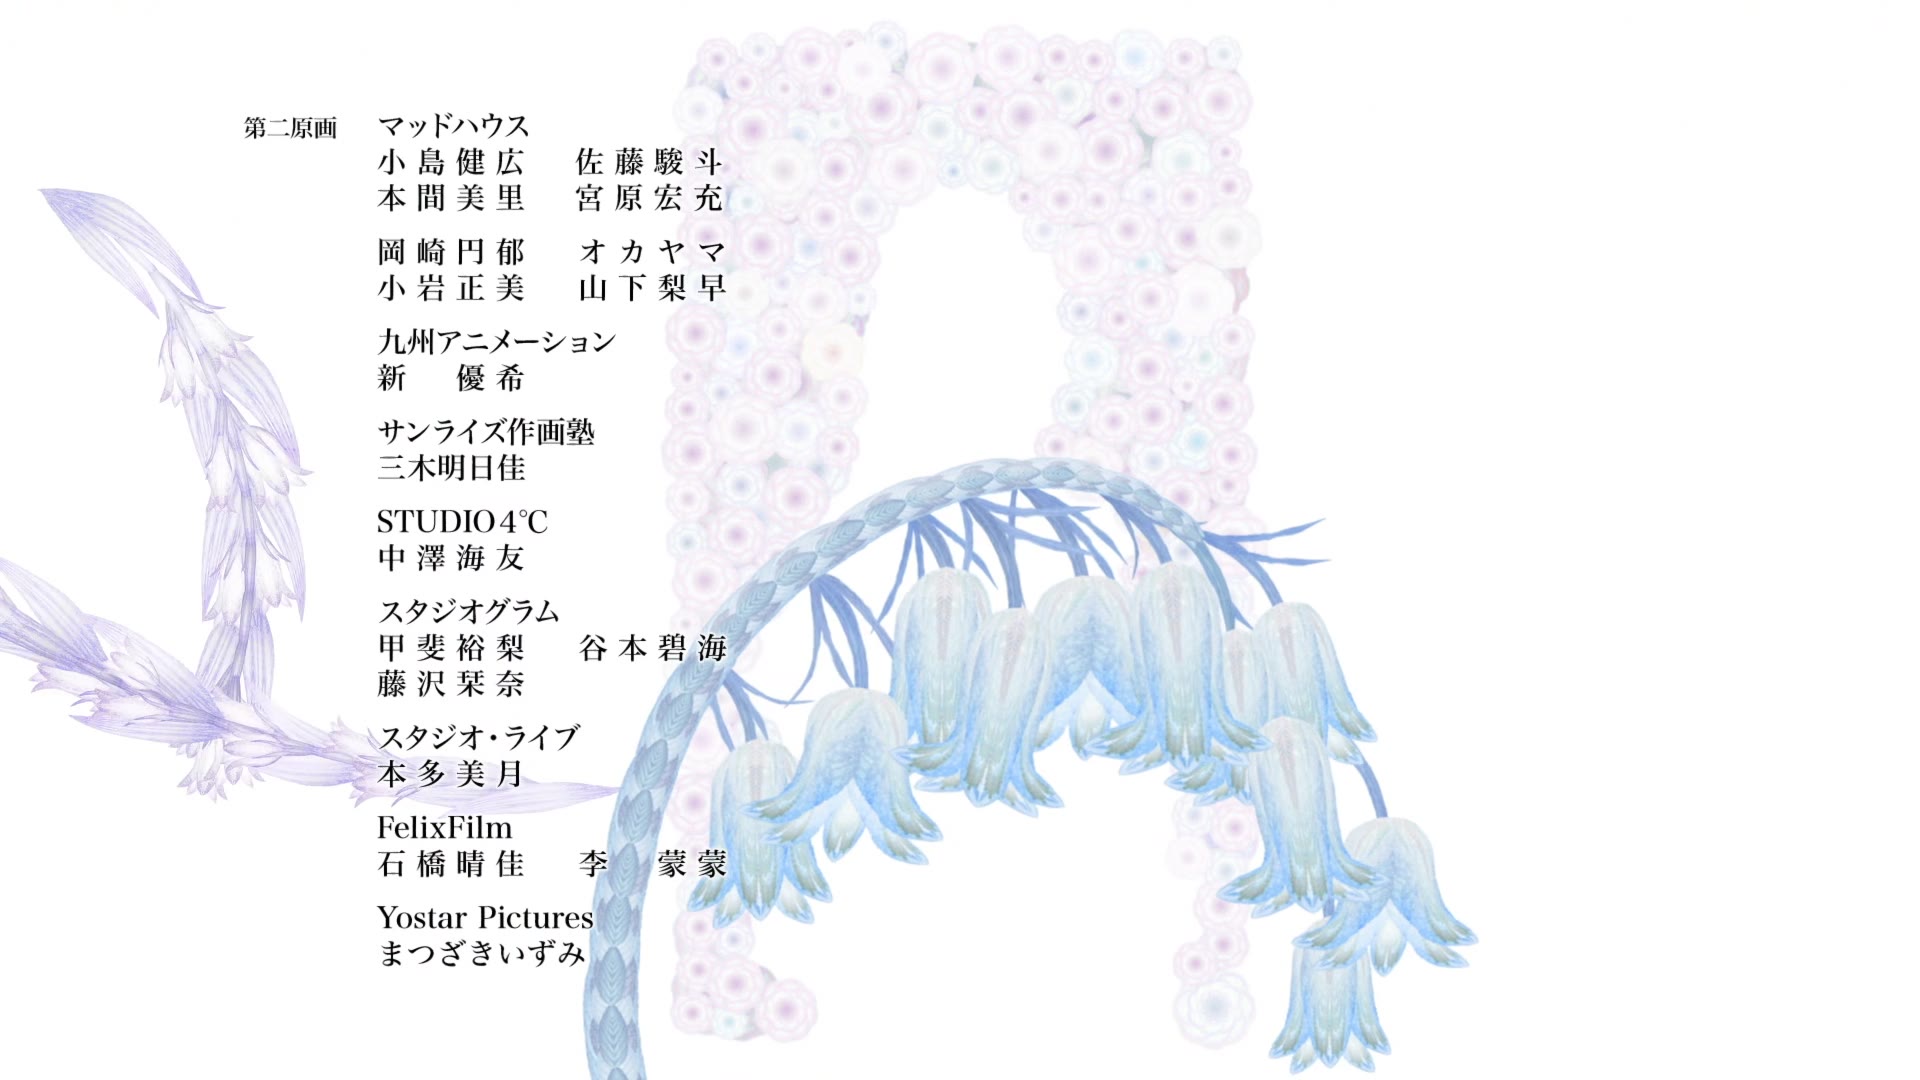 第二原画 マッドハウス
小島健広 佐藤駿斗
本間美里 宮原宏充
岡崎円郁 オカヤマ
小岩正美 山下梨早
九州アニメーション
新 優希
サンライズ作画塾
三木明日佳
STUDIO4℃
中澤海友
スタジオグラム
甲斐裕梨 谷本碧海
藤沢栞奈
スタジオ・ライブ
本多美月
FelixFilm
石橋晴佳 李 蒙蒙
Yostar Pictures
まつざきいずみ